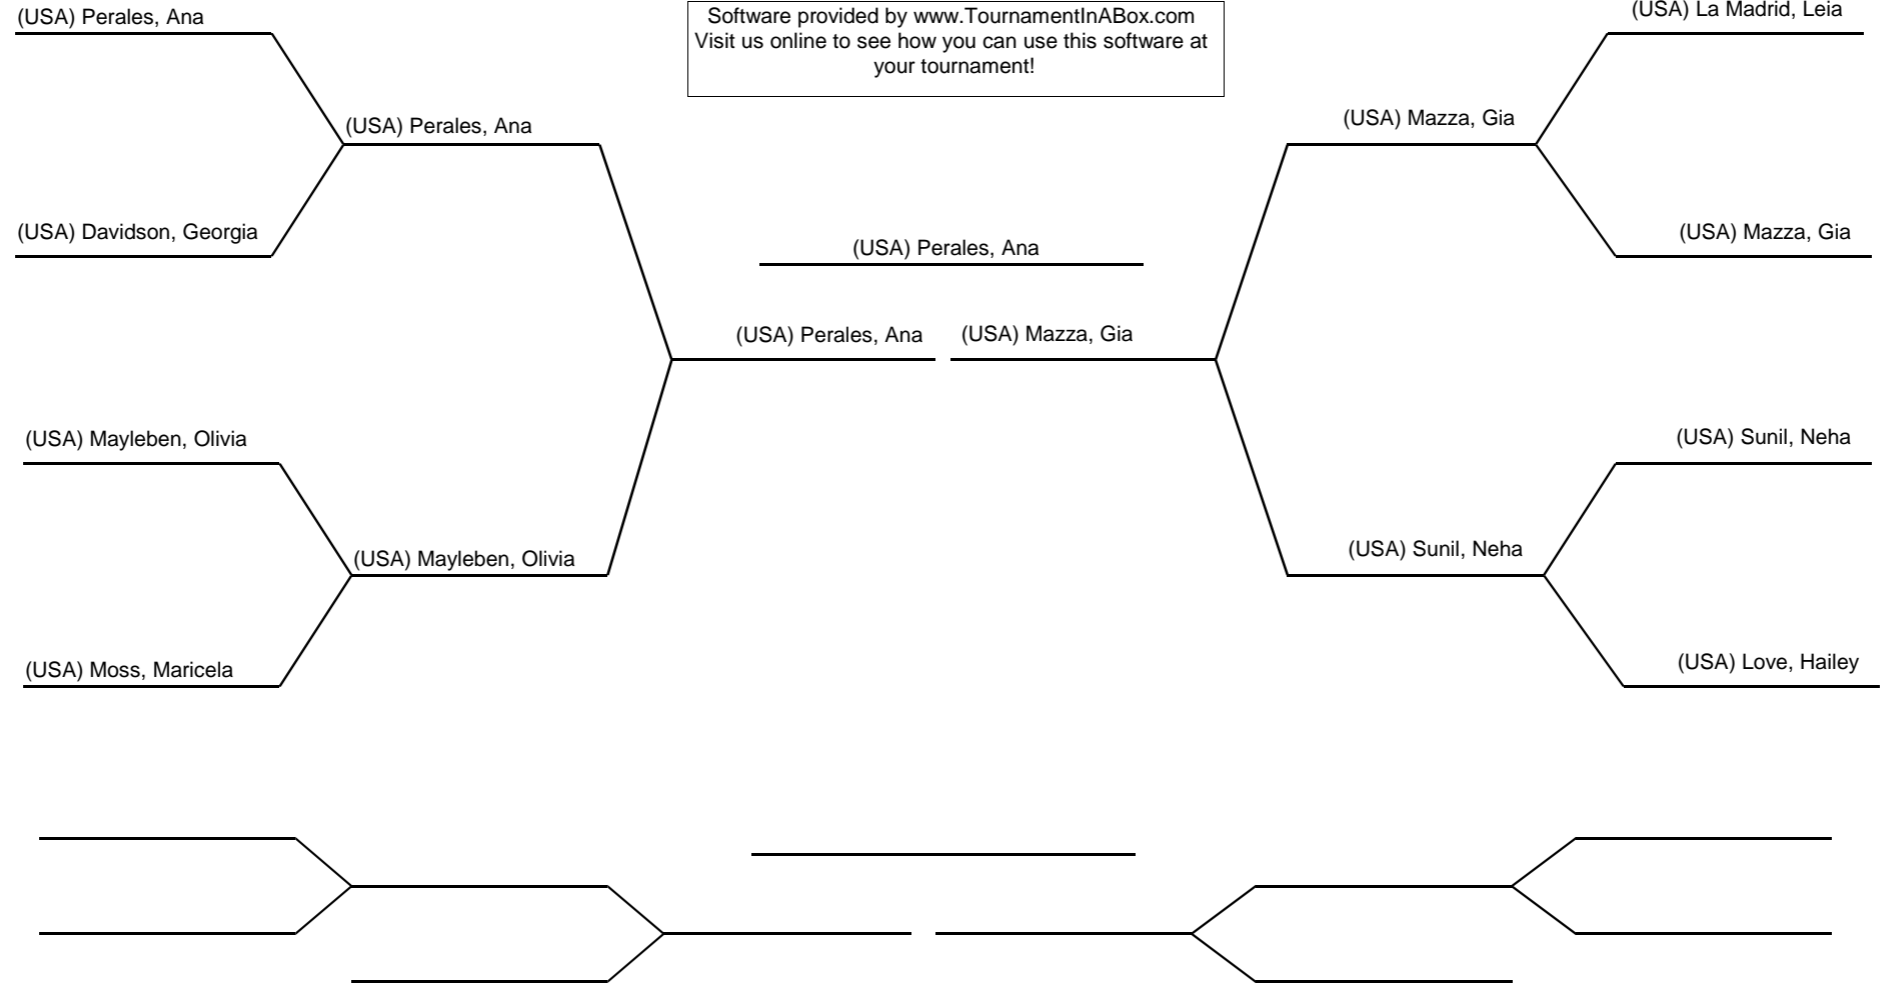 (USA) Perales, Ana
Software provided by www.TournamentInABox.com
Visit us online to see how you can use this software at
your tournament!
(USA) La Madrid, Leia
(USA) Perales, Ana
(USA) Mazza, Gia
(USA) Davidson, Georgia
(USA) Perales, Ana
(USA) Mazza, Gia
(USA) Perales, Ana
(USA) Mazza, Gia
(USA) Mayleben, Olivia
(USA) Sunil, Neha
(USA) Mayleben, Olivia
(USA) Sunil, Neha
(USA) Moss, Maricela
(USA) Love, Hailey